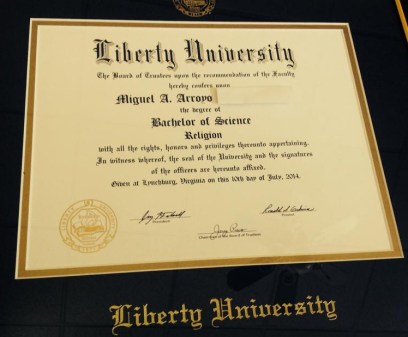 Liberty University
The Board of Trustees upon the recommendation of the Faculty
hereby confers upon
Miguel A. Arroyo
the degree of
Bachelor of Science
Religion
with all the rights, honors and privileges thereunto appertaining.
In witness whereof, the seal of the University and the signatures
of the officers are hereunto affixed.
Given at Lynchburg, Virginia on this 10th day of July, 2014.
President
Liberty University